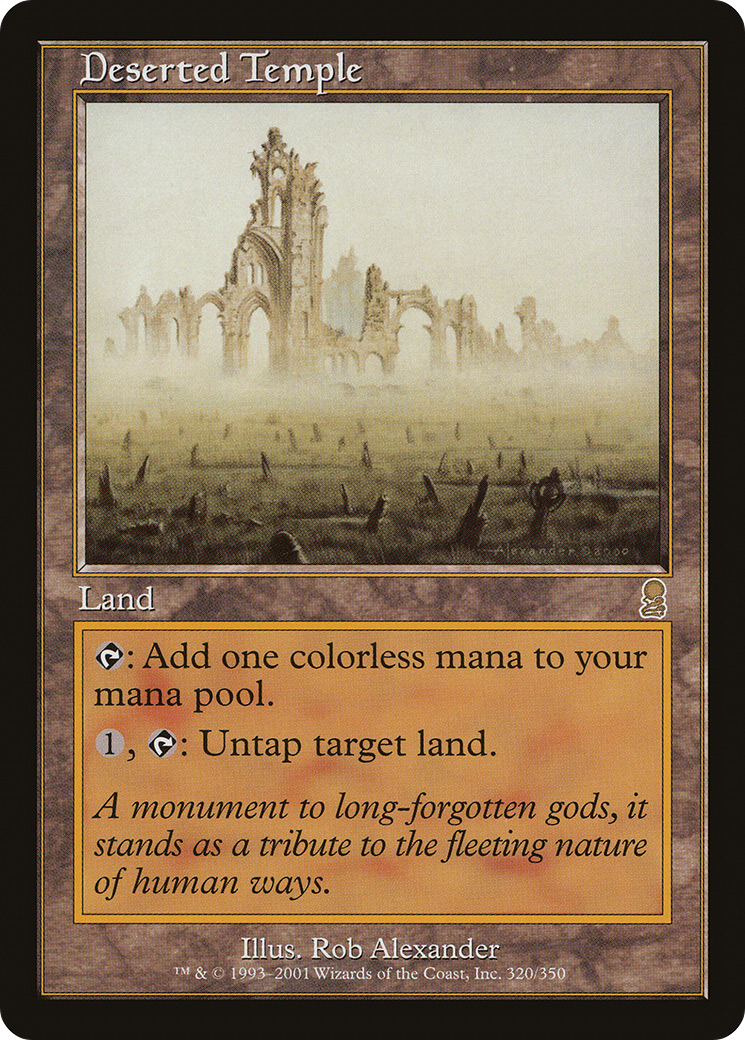 Deserted Temple
Alexander ©2000
Land
: Add one colorless mana to your
mana pool.
1, : Untap target land.
A monument to long-forgotten gods, it
stands as a tribute to the fleeting nature
of human ways.
Illus. Rob Alexander
™ & © 1993–2001 Wizards of the Coast, Inc. 320/350